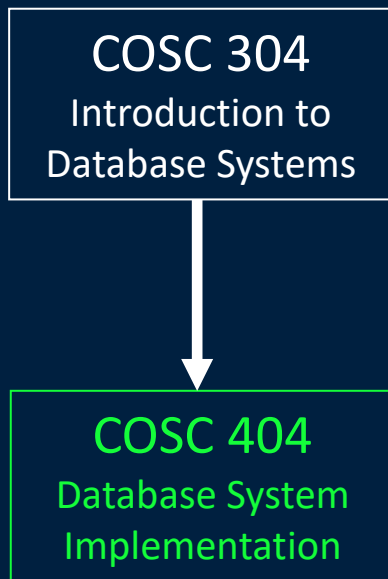 COSC 304
Introduction to
Database Systems
COSC 404
Database System
Implementation